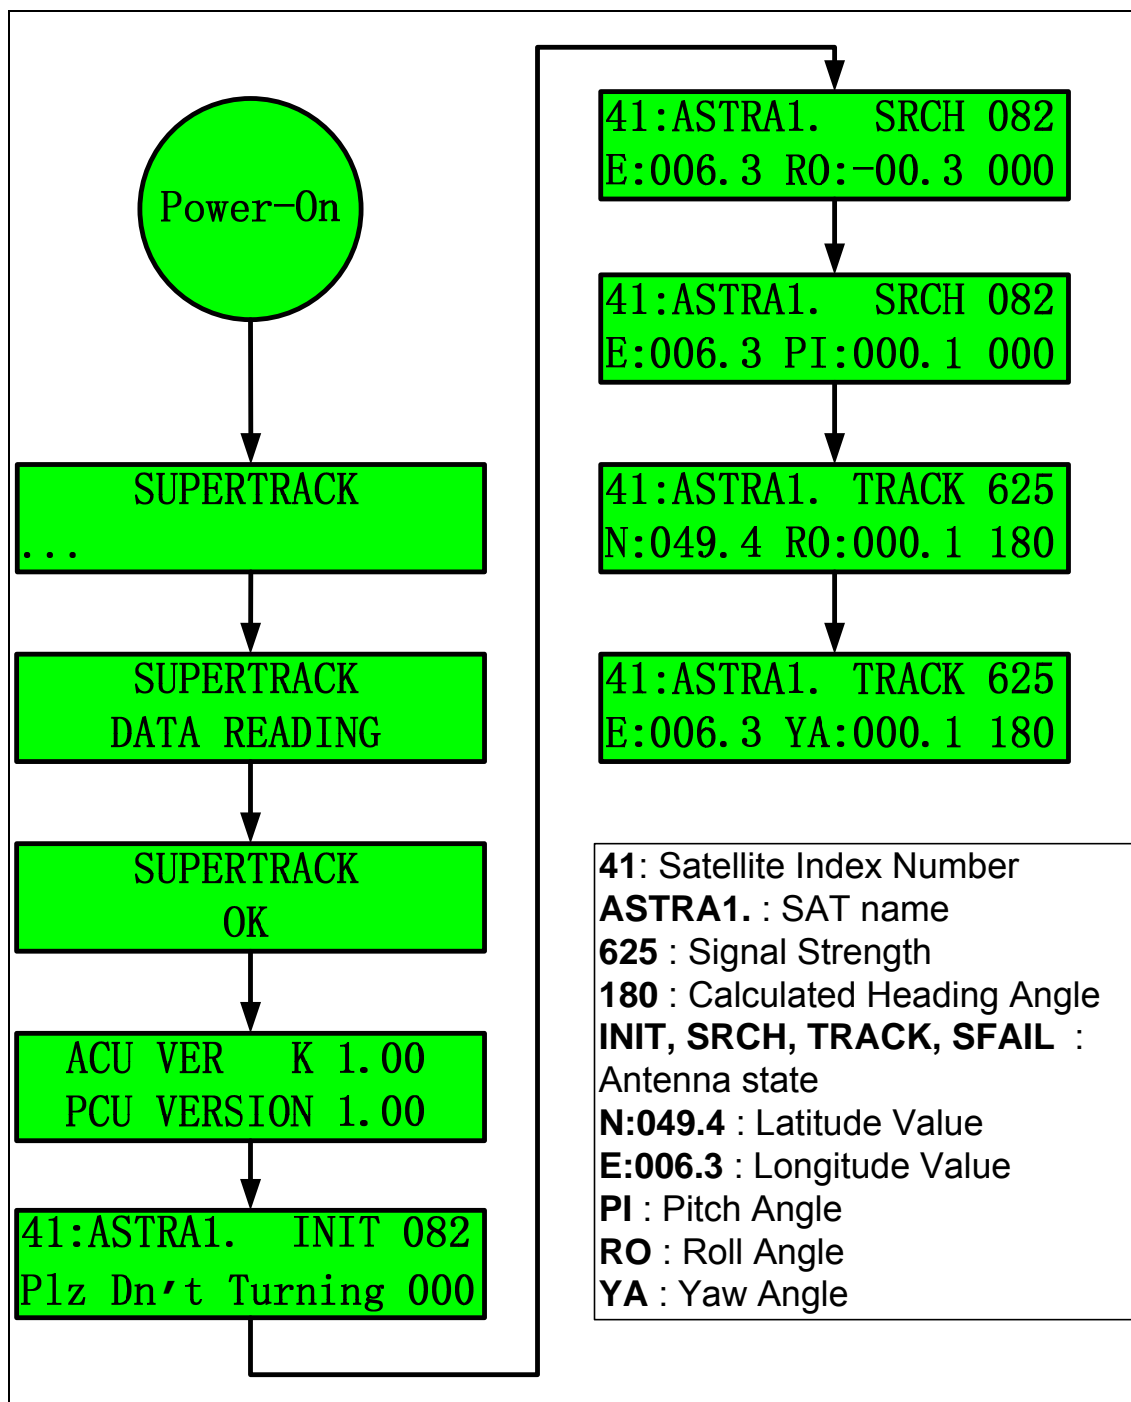 Power-On
SUPERTRACK
...
SUPERTRACK
DATA READING
SUPERTRACK
OK
ACU VER K 1.00
PCU VERSION 1.00
41:ASTRA1. INIT 082
Plz Dn't Turning 000
41:ASTRA1. SRCH 082
E:006.3 RO:-00.3 000
41:ASTRA1. SRCH 082
E:006.3 PI:000.1 000
41:ASTRA1. TRACK 625
N:049.4 RO:000.1 180
41:ASTRA1. TRACK 625
E:006.3 YA:000.1 180
41: Satellite Index Number
ASTRA1. : SAT name
625 : Signal Strength
180 : Calculated Heading Angle
INIT, SRCH, TRACK, SFAIL :
Antenna state
N:049.4 : Latitude Value
E:006.3 : Longitude Value
PI : Pitch Angle
RO : Roll Angle
YA : Yaw Angle